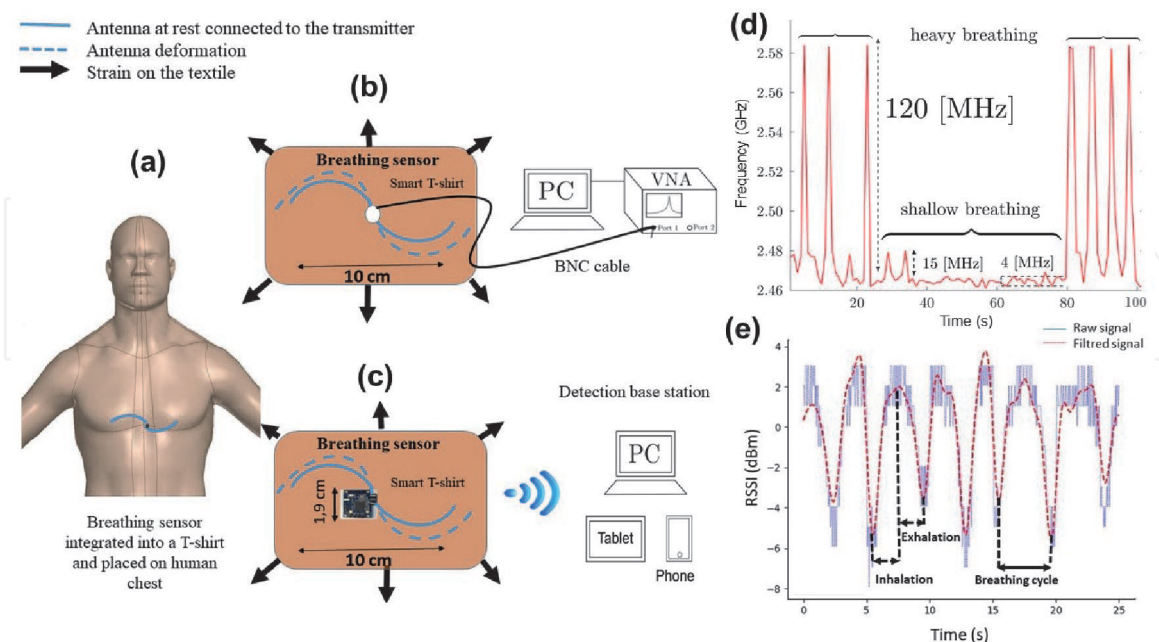 Antenna at rest connected to the transmitter
Antenna deformation
Strain on the textile
(a)
Breathing sensor
integrated into a T-shirt
and placed on human
chest
(b)
Breathing sensor
Smart T-shirt
10 cm
BNC cable
PC
VNA
Port 1
Port 2
(c)
Breathing sensor
Smart T-shirt
1,9 cm
10 cm
Detection base station
PC
Tablet
Phone
(d)
heavy breathing
120 [MHz]
shallow breathing
15 [MHz]
4 [MHz]
Frequency (GHz)
2.58
2.56
2.54
2.52
2.50
2.48
2.46
20
40
60
80
100
Time (s)
(e)
Raw signal
Filtred signal
RSSI (dBm)
4
2
0
-2
-4
-6
-8
Exhalation
Inhalation
Breathing cycle
0
5
10
15
20
25
Time (s)